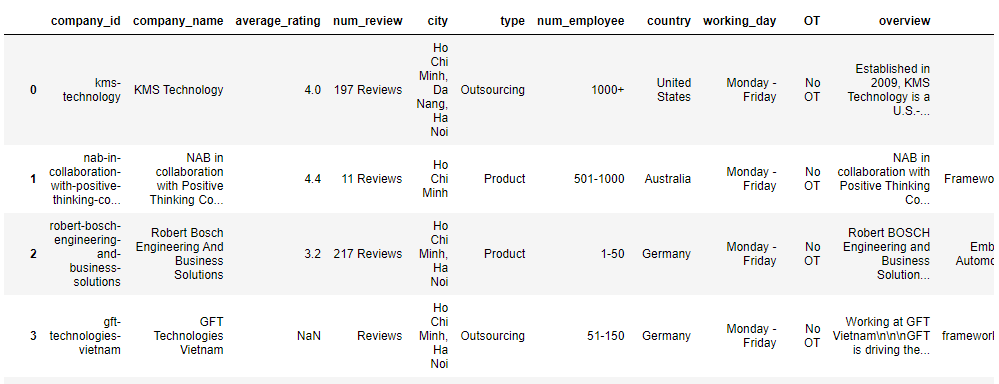 company_id company_name average_rating num_review city type num_employee country working_day OT overview
0 kms-technology KMS Technology 4.0 197 Reviews Ho Chi Minh, Da Nang, Ha Noi Outsourcing 1000+ United States Monday - Friday No OT Established in 2009, KMS Technology is a U.S.-...
1 nab-in-collaboration-with-positive-thinking-co... NAB in collaboration with Positive Thinking Co... 4.4 11 Reviews Ho Chi Minh Product 501-1000 Australia Monday - Friday No OT NAB in collaboration with Positive Thinking Co... Framewo
2 robert-bosch-engineering-and-business-solutions Robert Bosch Engineering And Business Solutions 3.2 217 Reviews Ho Chi Minh, Ha Noi Product 1-50 Germany Monday - Friday No OT Robert BOSCH Engineering and Business Solution... Emb Automo
3 gft-technologies-vietnam GFT Technologies Vietnam NaN Reviews Ho Chi Minh, Ha Noi Outsourcing 51-150 Germany Monday - Friday No OT Working at GFT Vietnam\n\n\nGFT is driving the... framework